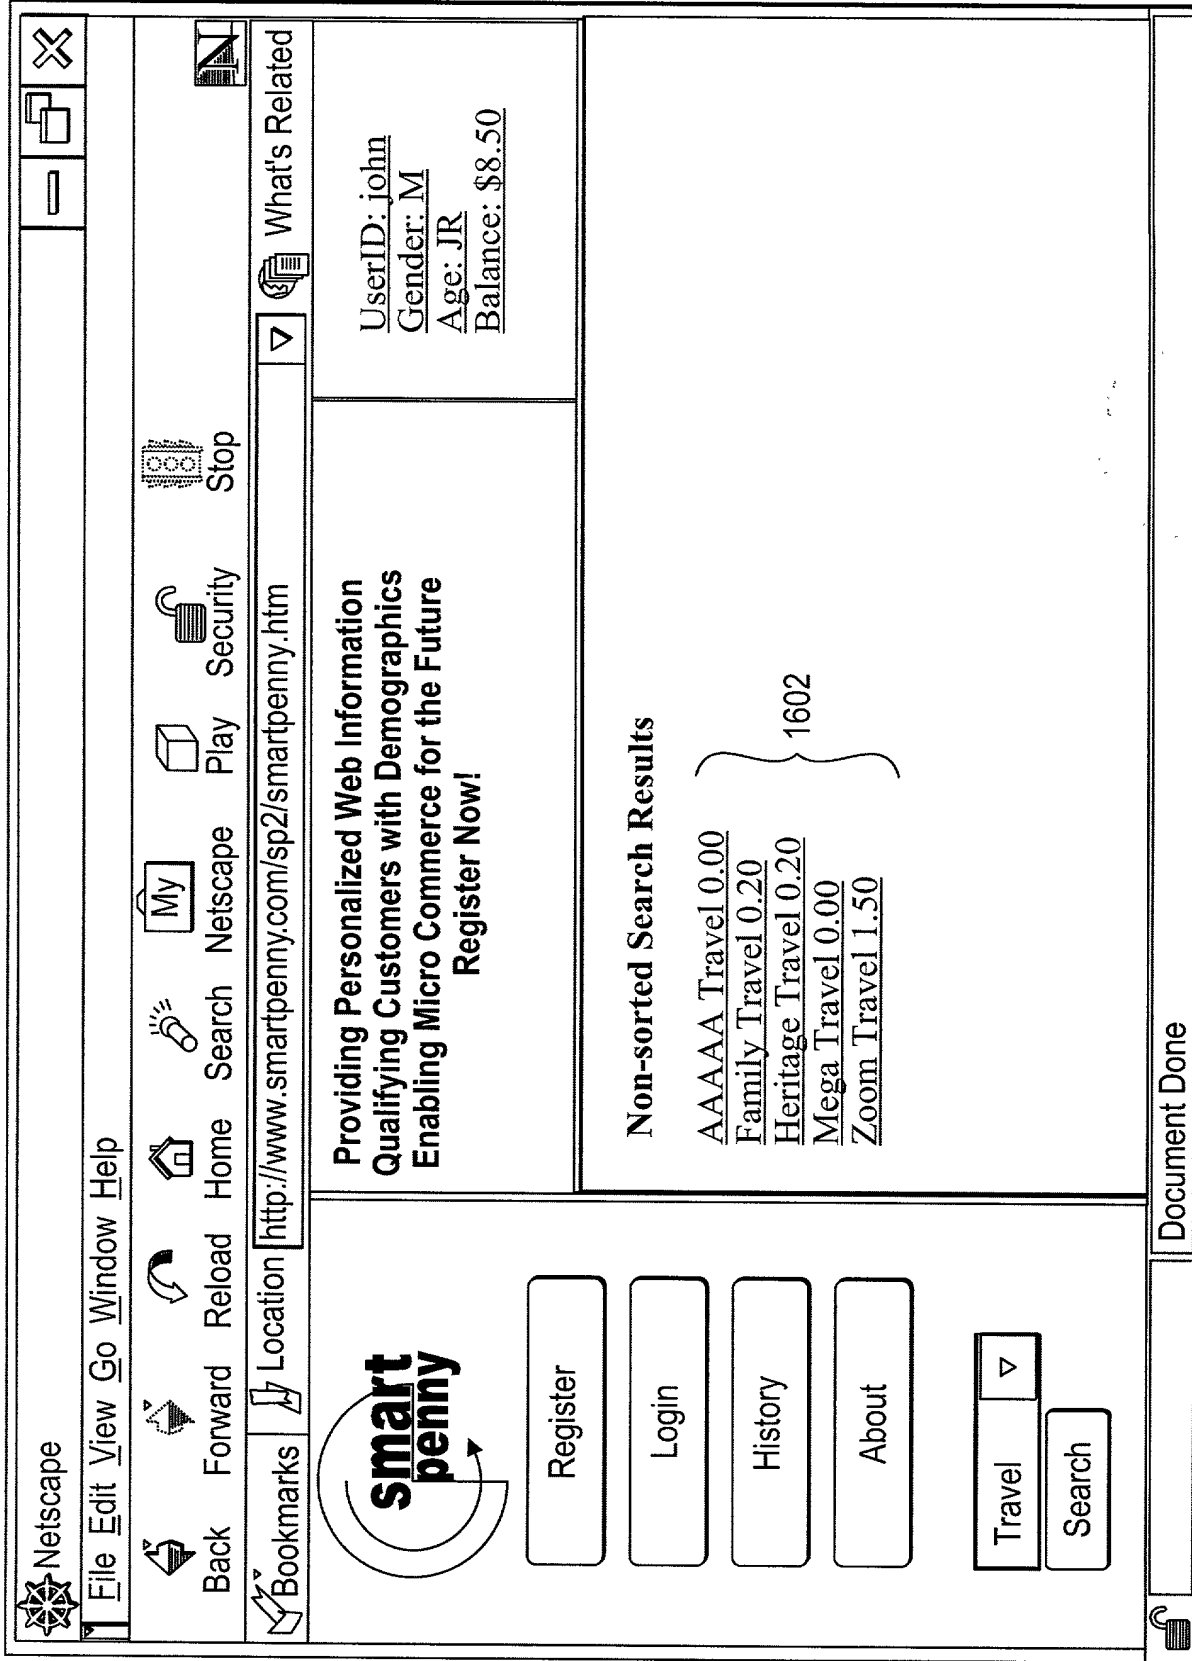 Netscape
File Edit View Go Window Help
My
N
Back Forward Reload Home Search Netscape Play Security Stop
Bookmarks Location http://www.smartpenny.com/sp2/smartpenny.htm What's Related
smart
penny
Register
Login
History
About
Travel
Search
Providing Personalized Web Information
Qualifying Customers with Demographics
Enabling Micro Commerce for the Future
Register Now!
UserID: john
Gender: M
Age: JR
Balance: $8.50
Non-sorted Search Results
AAAAA Travel 0.00
Family Travel 0.20
Heritage Travel 0.20
Mega Travel 0.00
Zoom Travel 1.50
1602
Document Done